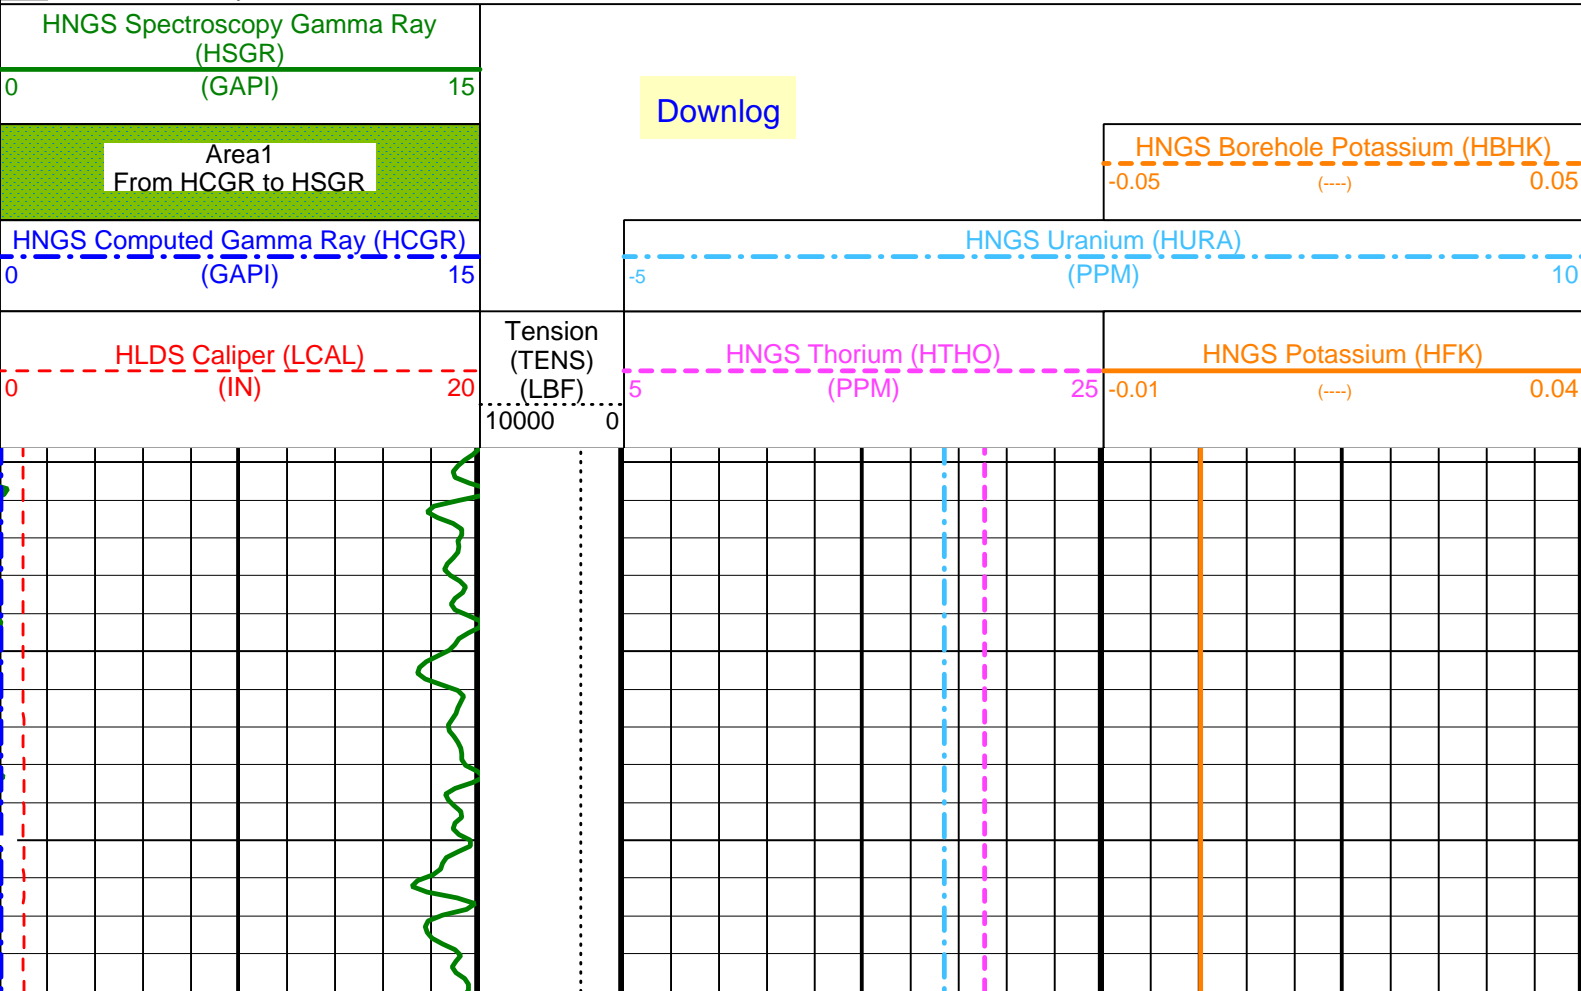 HNGS Spectroscopy Gamma Ray
(HSGR)
0 (GAPI) 15
Downlog
Area1
From HCGR to HSGR
HNGS Borehole Potassium (HBHK)
-0.05 (----) 0.05
HNGS Computed Gamma Ray (HCGR)
0 (GAPI) 15
HNGS Uranium (HURA)
-5 (PPM) 10
HLDS Caliper (LCAL)
0 (IN) 20
Tension
(TENS)
(LBF)
10000 0
HNGS Thorium (HTHO)
5 (PPM) 25
HNGS Potassium (HFK)
-0.01 (----) 0.04